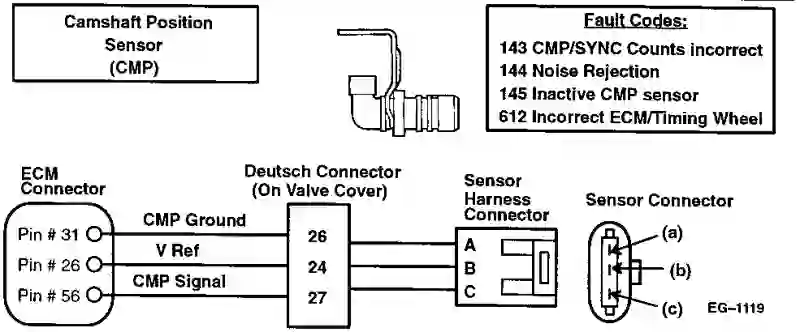 Camshaft Position
Sensor
(CMP)
Fault Codes:
143 CMP/SYNC Counts incorrect
144 Noise Rejection
145 Inactive CMP sensor
612 Incorrect ECM/Timing Wheel
ECM
Connector
Deutsch Connector
(On Valve Cover)
Sensor
Harness
Connector
Sensor Connector
Pin # 31
CMP Ground
26
A
(a)
Pin # 26
V Ref
24
B
(b)
Pin # 56
CMP Signal
27
C
(c)
EG–1119